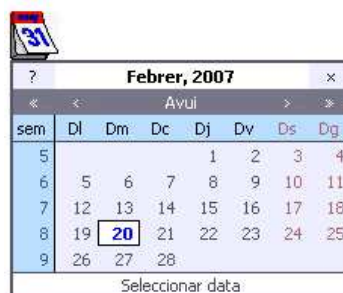 31
? Febrer, 2007 ×
« ‹ Avui › »
sem Dl Dm Dc Dj Dv Ds Dg
5 1 2 3 4
6 5 6 7 8 9 10 11
7 12 13 14 15 16 17 18
8 19 20 21 22 23 24 25
9 26 27 28
Seleccionar data